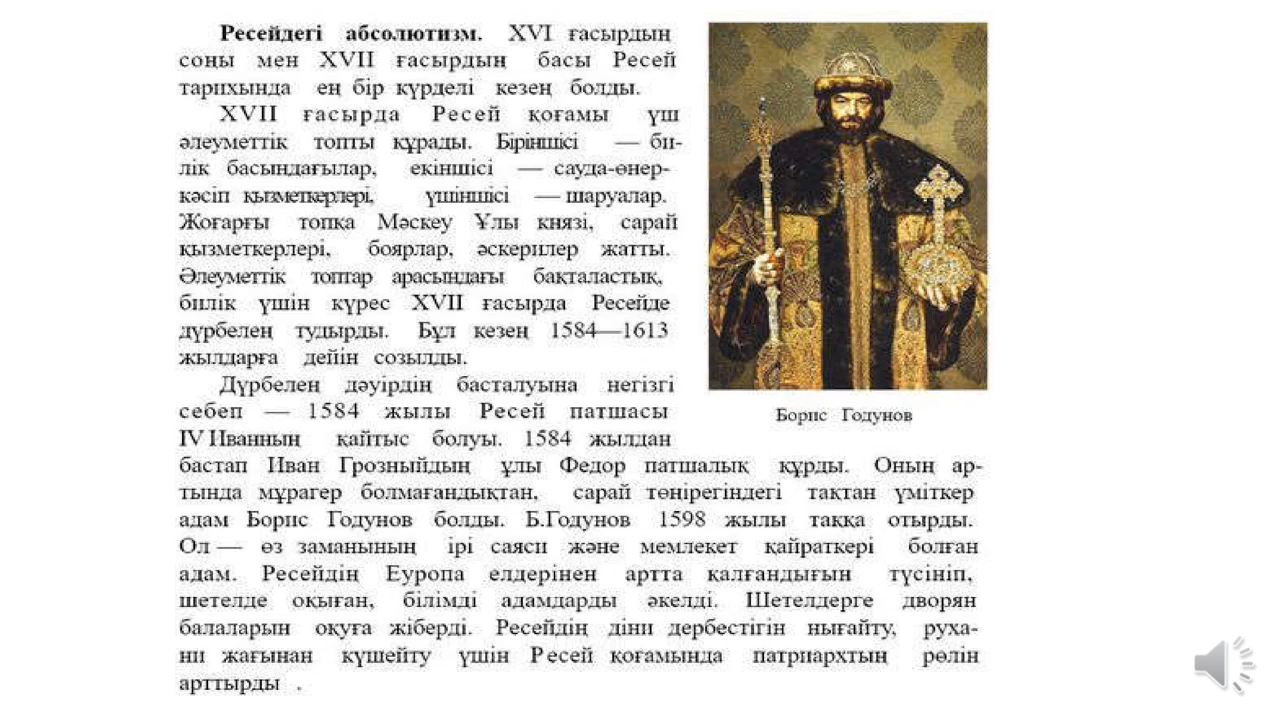 Ресейдегі абсолютизм. XVI ғасырдың
соңы мен XVII ғасырдың басы Ресей
тарихында ең бір күрделі кезең болды.
XVII ғасырда Ресей қоғамы үш
әлеуметтік топты құрады. Біріншісі — би-
лік басындағылар, екіншісі — сауда-өнер-
кәсіп қызметкерлері, үшіншісі — шаруалар.
Жоғарғы топқа Мәскеу Ұлы князі, сарай
қызметкерлері, боярлар, әскерилер жатты.
Әлеуметтік топтар арасындағы бақталастық,
билік үшін күрес XVII ғасырда Ресейде
дүрбелең тудырды. Бұл кезең 1584—1613
жылдарға дейін созылды.
Дүрбелең дәуірдің басталуына негізгі
себеп — 1584 жылы Ресей патшасы
IV Иванның қайтыс болуы. 1584 жылдан
бастап Иван Грозныйдың ұлы Федор патшалық құрды. Оның ар-
тында мұрагер болмағандықтан, сарай төңірегіндегі тақтан үміткер
адам Борис Годунов болды. Б.Годунов 1598 жылы таққа отырды.
Ол — өз заманының ірі саяси және мемлекет қайраткері болған
адам. Ресейдің Еуропа елдерінен артта қалғандығын түсініп,
шетелде оқыған, білімді адамдарды әкелді. Шетелдерге дворян
балаларын оқуға жіберді. Ресейдің діни дербестігін нығайту, руха-
ни жағынан күшейту үшін Ресей қоғамында патриархтың рөлін
арттырды .
Борис Годунов